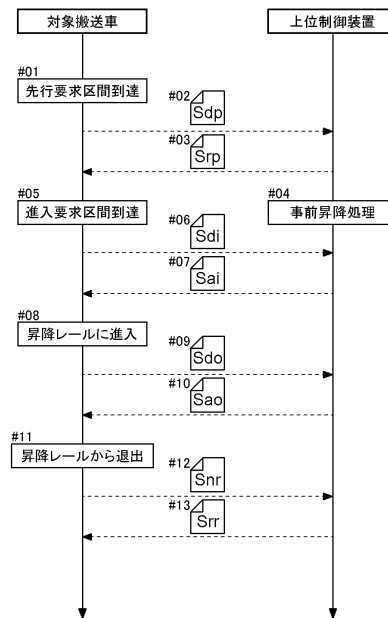 対象搬送車
上位制御装置
#01
先行要求区間到達
#02
Sdp
#03
Srp
#05
進入要求区間到達
#04
事前昇降処理
#06
Sdi
#07
Sai
#08
昇降レールに進入
#09
Sdo
#10
Sao
#11
昇降レールから退出
#12
Snr
#13
Srr